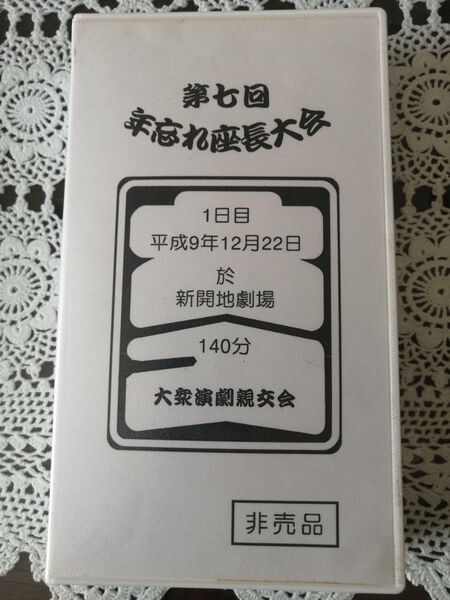 第七回
年忘れ座長大会
1日目
平成9年12月22日
於
新開地劇場
140分
大衆演劇親交会
非売品